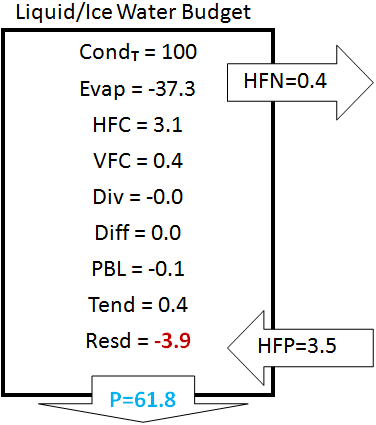 Liquid/Ice Water Budget
Cond_T = 100
Evap = -37.3
HFN=0.4
HFC = 3.1
VFC = 0.4
Div = -0.0
Diff = 0.0
PBL = -0.1
Tend = 0.4
Resd = -3.9
HFP=3.5
P=61.8